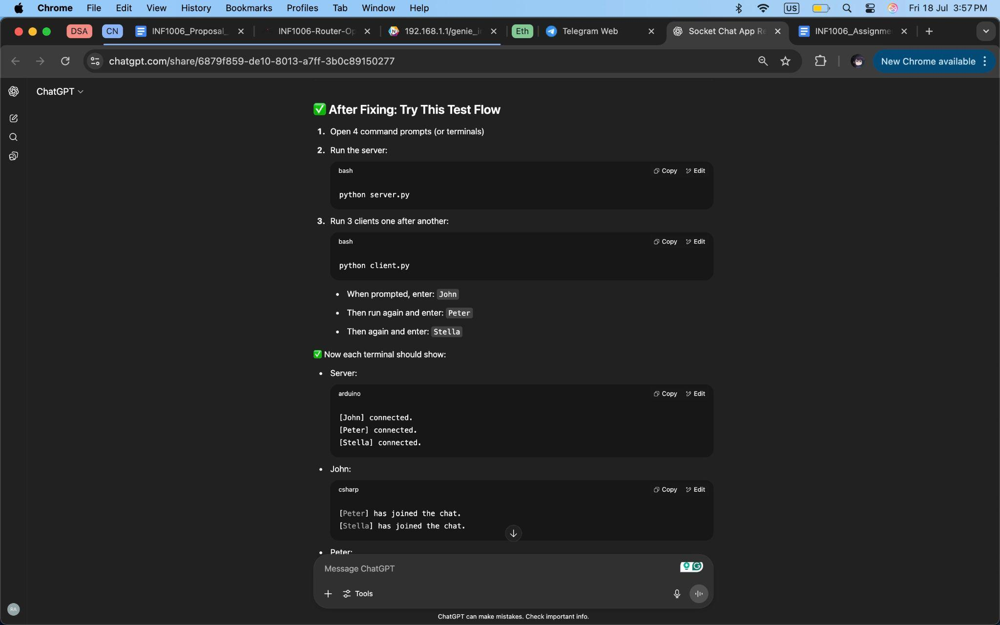 Chrome File Edit View History Bookmarks Profiles Tab Window Help US Fri 18 Jul 3:57 PM
DSA CN INF1006_Proposal_ INF1006-Router-Op 192.168.1.1/genie_i Eth Telegram Web Socket Chat App Re INF1006_Assignme
chatgpt.com/share/6879f859-de10-8013-a7ff-3b0c89150277 New Chrome available
ChatGPT
After Fixing: Try This Test Flow
1. Open 4 command prompts (or terminals)
2. Run the server:
bash Copy Edit
python server.py
3. Run 3 clients one after another:
bash Copy Edit
python client.py
• When prompted, enter: John
• Then run again and enter: Peter
• Then again and enter: Stella
Now each terminal should show:
• Server:
arduino Copy Edit
[John] connected.
[Peter] connected.
[Stella] connected.
• John:
csharp Copy Edit
[Peter] has joined the chat.
[Stella] has joined the chat.
• Peter:
Message ChatGPT
Tools
RA
ChatGPT can make mistakes. Check important info.